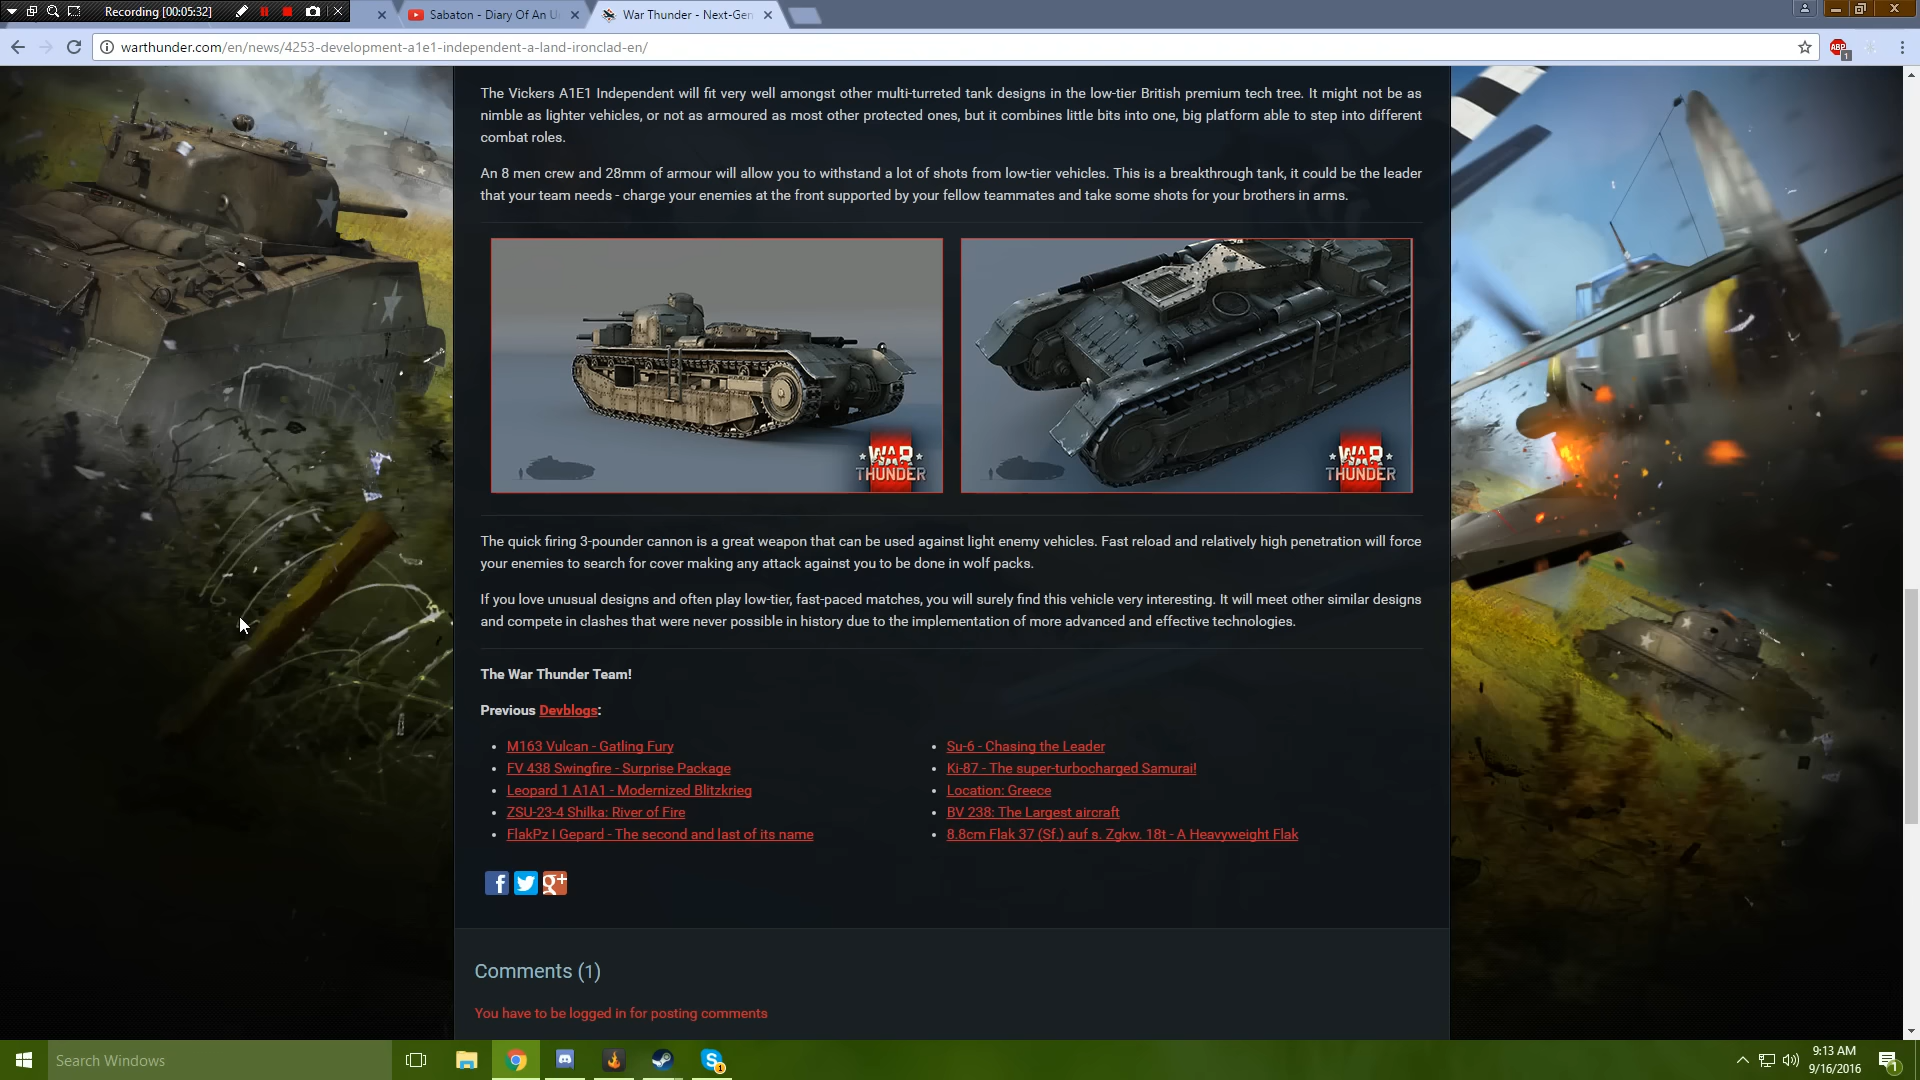 Recording [00:05:32]
Sabaton - Diary Of An U
War Thunder - Next-Gen
warthunder.com/en/news/4253-development-a1e1-independent-a-land-ironclad-en/
ABP
1
The Vickers A1E1 Independent will fit very well amongst other multi-turreted tank designs in the low-tier British premium tech tree. It might not be as
nimble as lighter vehicles, or not as armoured as most other protected ones, but it combines little bits into one, big platform able to step into different
combat roles.
An 8 men crew and 28mm of armour will allow you to withstand a lot of shots from low-tier vehicles. This is a breakthrough tank, it could be the leader
that your team needs - charge your enemies at the front supported by your fellow teammates and take some shots for your brothers in arms.
WAR
THUNDER
WAR
THUNDER
The quick firing 3-pounder cannon is a great weapon that can be used against light enemy vehicles. Fast reload and relatively high penetration will force
your enemies to search for cover making any attack against you to be done in wolf packs.
If you love unusual designs and often play low-tier, fast-paced matches, you will surely find this vehicle very interesting. It will meet other similar designs
and compete in clashes that were never possible in history due to the implementation of more advanced and effective technologies.
The War Thunder Team!
Previous Devblogs:
M163 Vulcan - Gatling Fury
FV 438 Swingfire - Surprise Package
Leopard 1 A1A1 - Modernized Blitzkrieg
ZSU-23-4 Shilka: River of Fire
FlakPz I Gepard - The second and last of its name
Su-6 - Chasing the Leader
Ki-87 - The super-turbocharged Samurai!
Location: Greece
BV 238: The Largest aircraft
8.8cm Flak 37 (Sf.) auf s. Zgkw. 18t - A Heavyweight Flak
f
g+
Comments (1)
You have to be logged in for posting comments
Search Windows
S
1
9:13 AM
9/16/2016
1